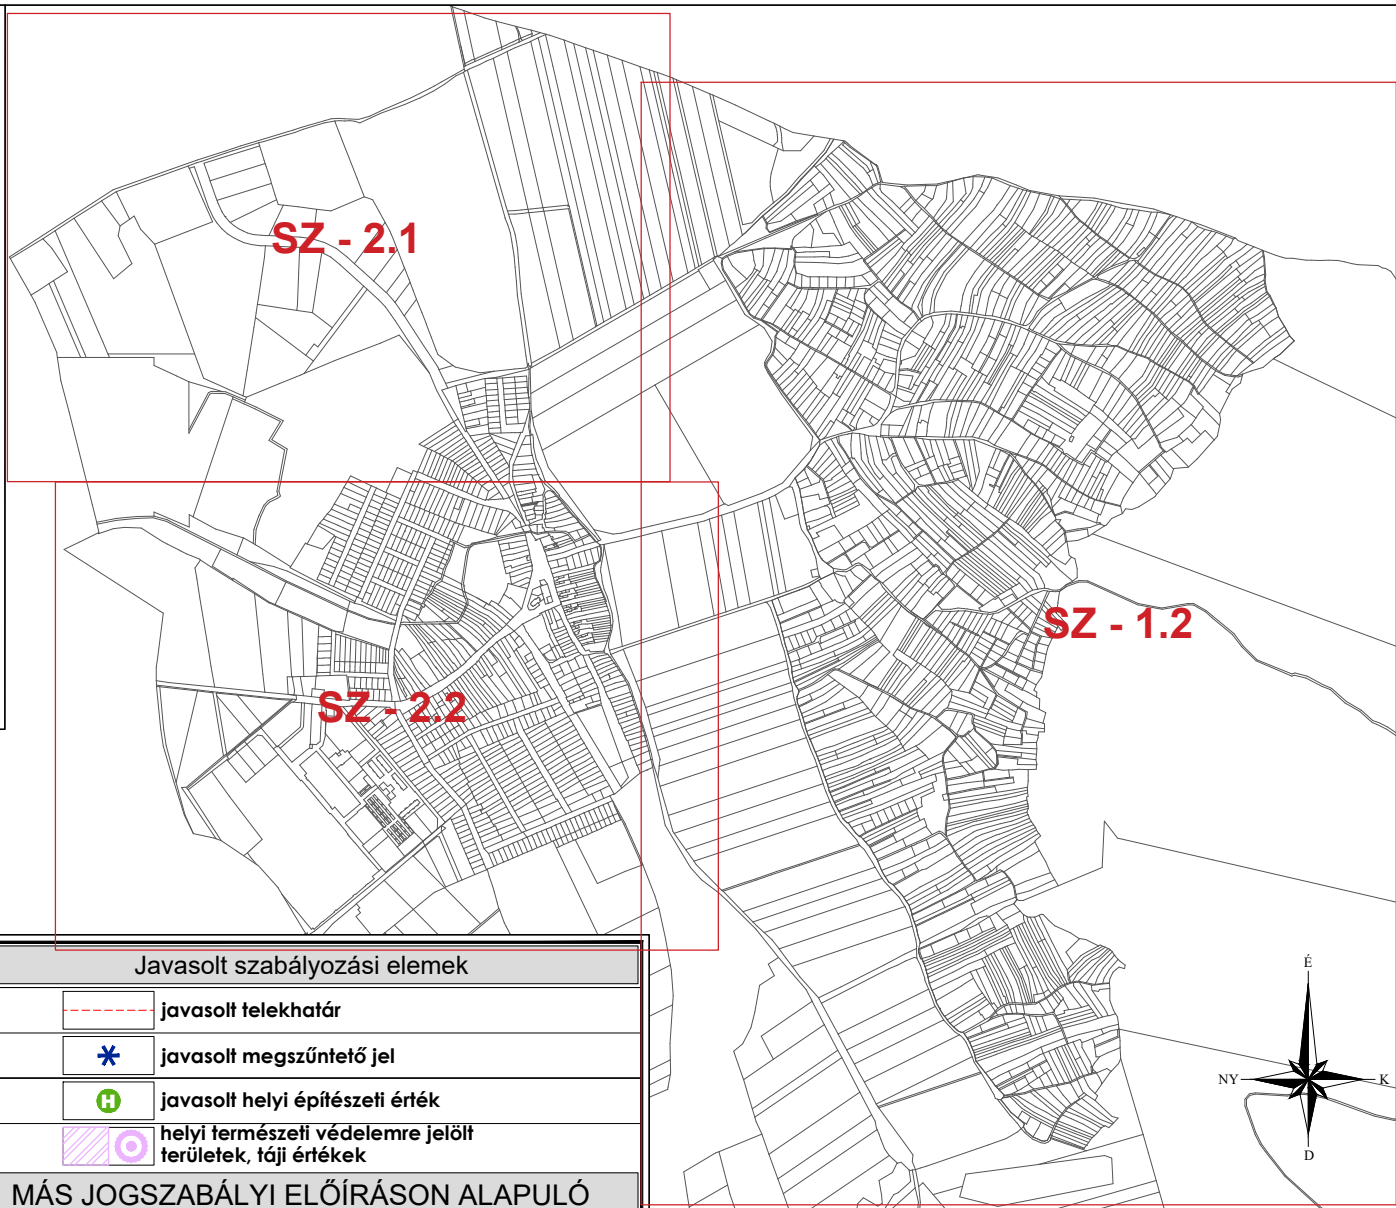 SZ - 2.1
SZ - 1.2
SZ - 2.2
Javasolt szabályozási elemek
javasolt telekhatár
javasolt megszűntető jel
H
javasolt helyi építészeti érték
helyi természeti védelemre jelölt
területek, táji értékek
MÁS JOGSZABÁLYI ELŐÍRÁSON ALAPULÓ
É
NY
K
D